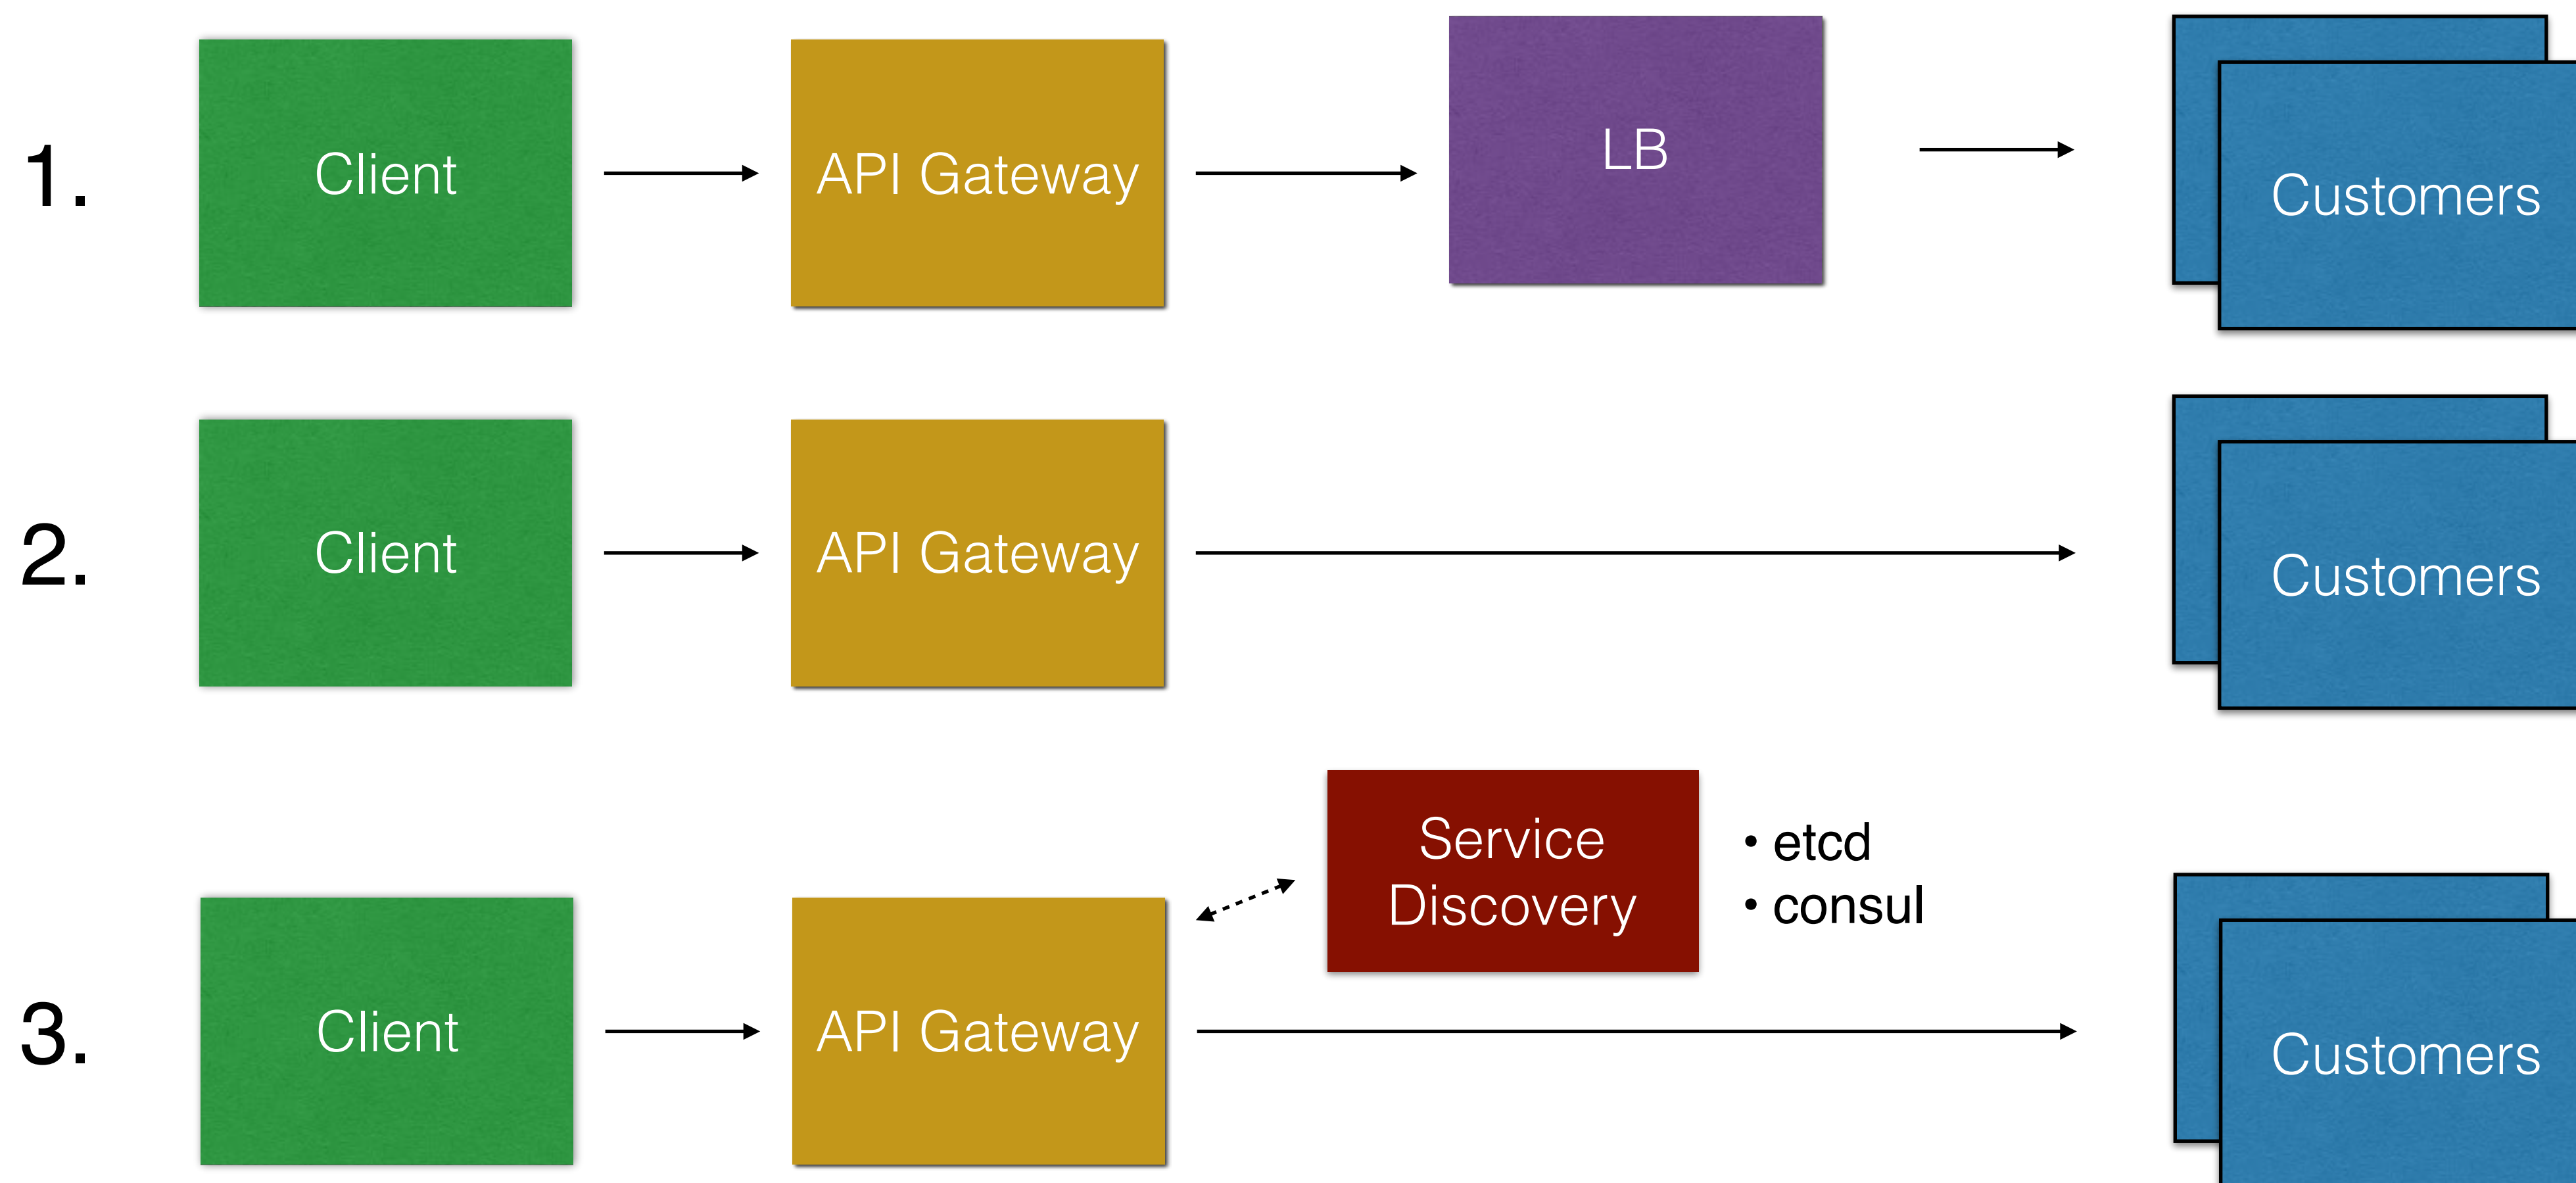 1.
Client
API Gateway
LB
Customers
2.
Client
API Gateway
Customers
3.
Client
API Gateway
Service
Discovery
• etcd
• consul
Customers